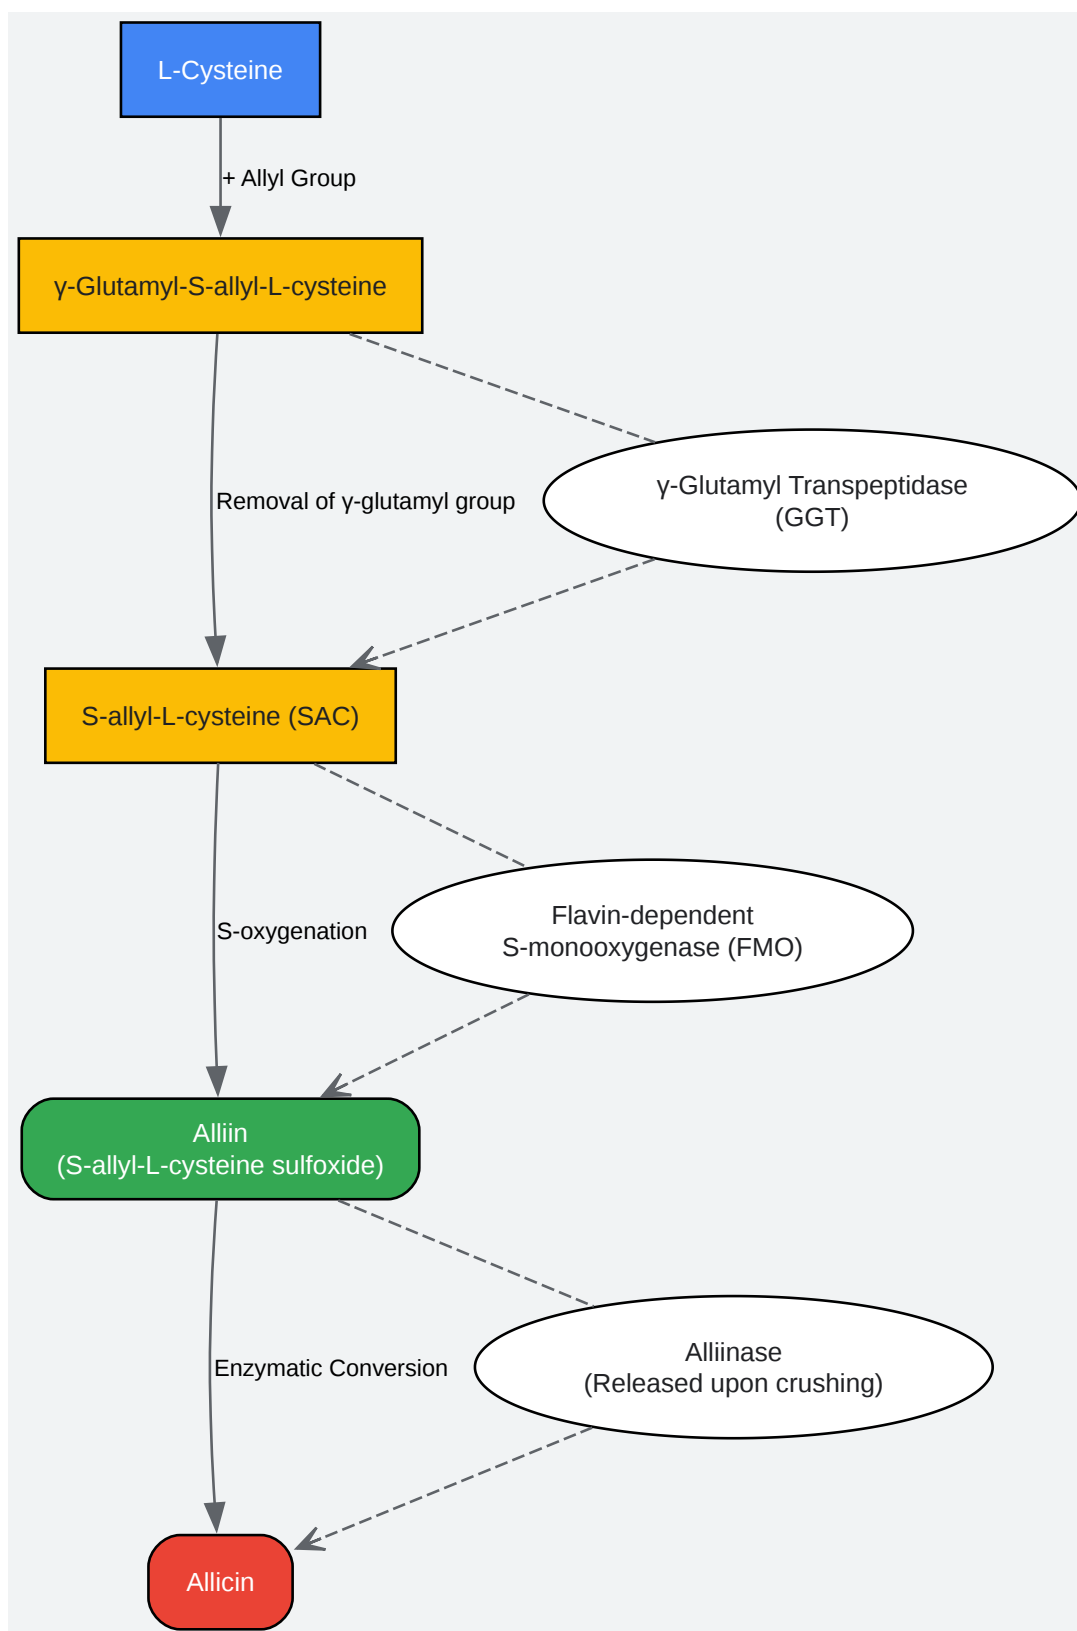 L-Cysteine
+ Allyl Group
γ-Glutamyl-S-allyl-L-cysteine
Removal of γ-glutamyl group
γ-Glutamyl Transpeptidase
(GGT)
S-allyl-L-cysteine (SAC)
S-oxygenation
Flavin-dependent
S-monooxygenase (FMO)
Alliin
(S-allyl-L-cysteine sulfoxide)
Enzymatic Conversion
Alliinase
(Released upon crushing)
Allicin